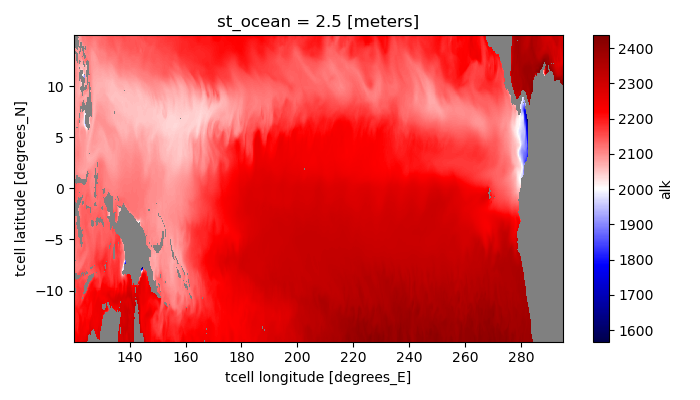 st_ocean = 2.5 [meters]
10
5
0
−5
−10
tcell latitude [degrees_N]
140 160 180 200 220 240 260 280
tcell longitude [degrees_E]
2400
2300
2200
2100
2000
1900
1800
1700
1600
alk